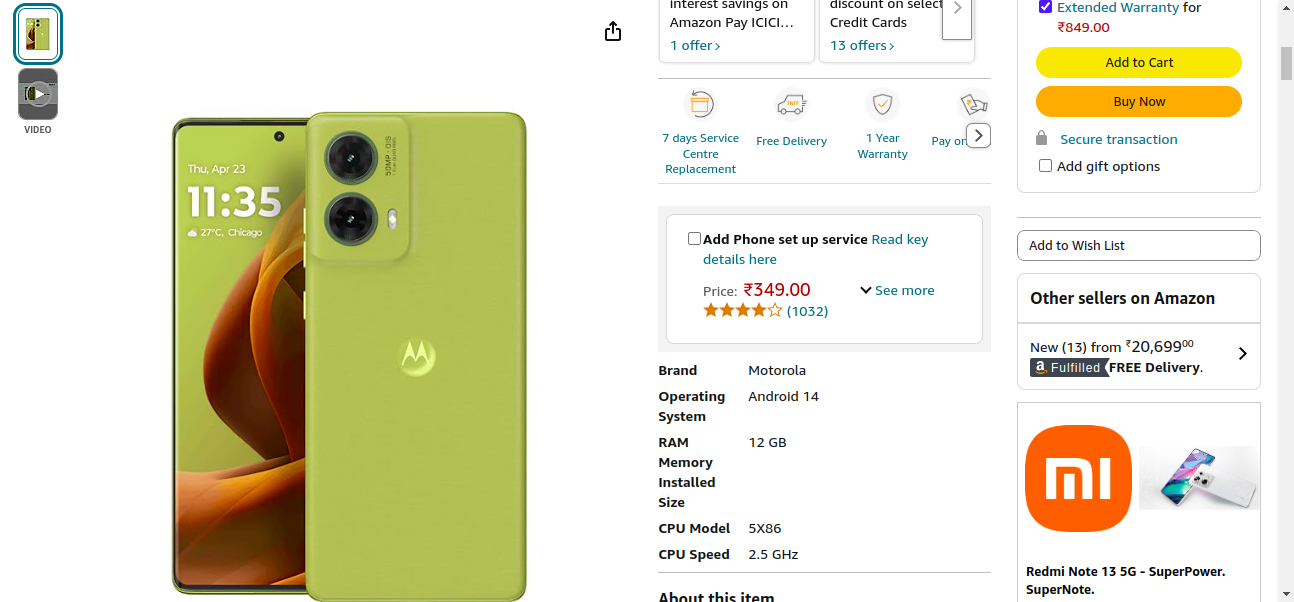 VIDEO
Thu, Apr 23
11:35
27°C, Chicago
50MP - OIS
interest savings on
Amazon Pay ICICI…
1 offer ›
discount on select
Credit Cards
13 offers ›
7 days Service
Centre
Replacement
Free Delivery
1 Year
Warranty
Pay on
Add Phone set up service Read key
details here
Price: ₹349.00
See more
(1032)
Brand Motorola
Operating System Android 14
RAM Memory Installed Size 12 GB
CPU Model 5X86
CPU Speed 2.5 GHz
About this item
Extended Warranty for
₹849.00
Add to Cart
Buy Now
Secure transaction
Add gift options
Add to Wish List
Other sellers on Amazon
New (13) from ₹20,699⁰⁰
a Fulfilled FREE Delivery.
mi
Redmi Note 13 5G - SuperPower.
SuperNote.